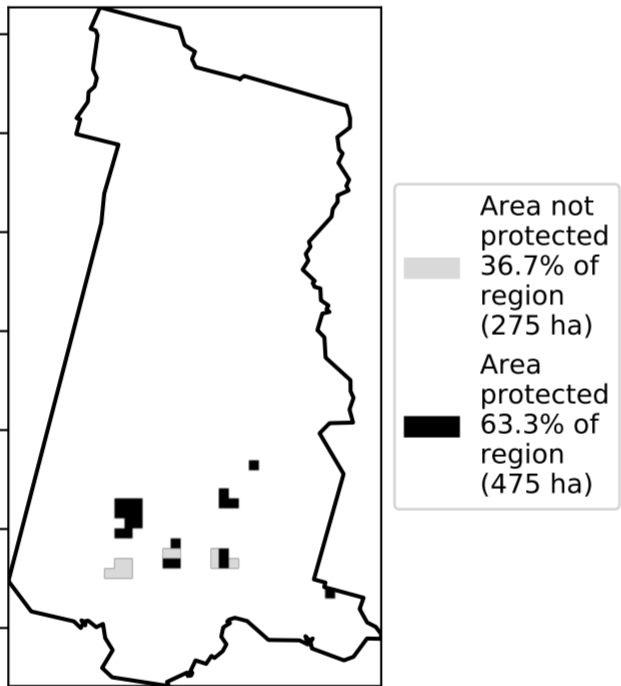 Area not
protected
36.7% of
region
(275 ha)
Area
protected
63.3% of
region
(475 ha)